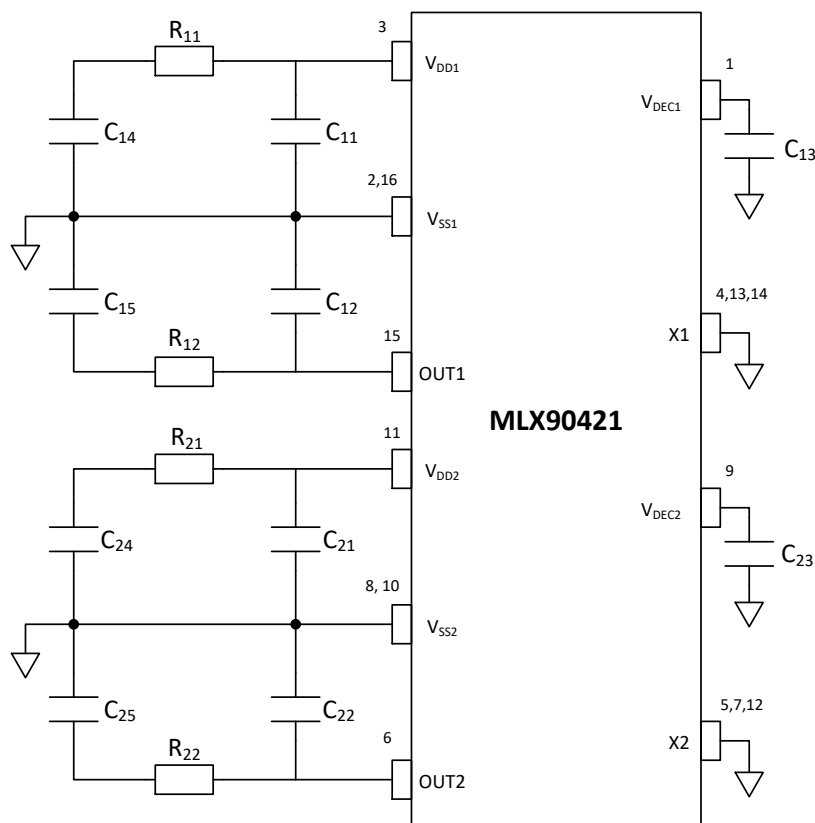 R11
3
VDD1
1
VDEC1
C14
C11
C13
2,16
VSS1
C15
C12
4,13,14
X1
R12
15
OUT1
MLX90421
R21
11
VDD2
9
VDEC2
C24
C21
C23
8, 10
VSS2
C25
C22
5,7,12
X2
R22
6
OUT2